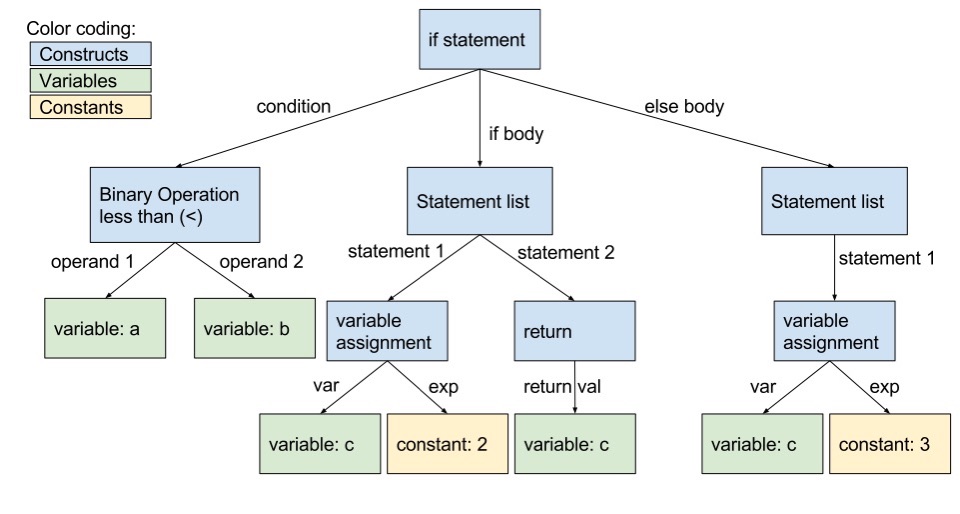 Color coding:
Constructs
Variables
Constants
if statement
condition
if body
else body
Binary Operation
less than (<)
Statement list
Statement list
operand 1
operand 2
statement 1
statement 2
statement 1
variable: a
variable: b
variable
assignment
return
variable
assignment
var
exp
return val
var
exp
variable: c
constant: 2
variable: c
variable: c
constant: 3